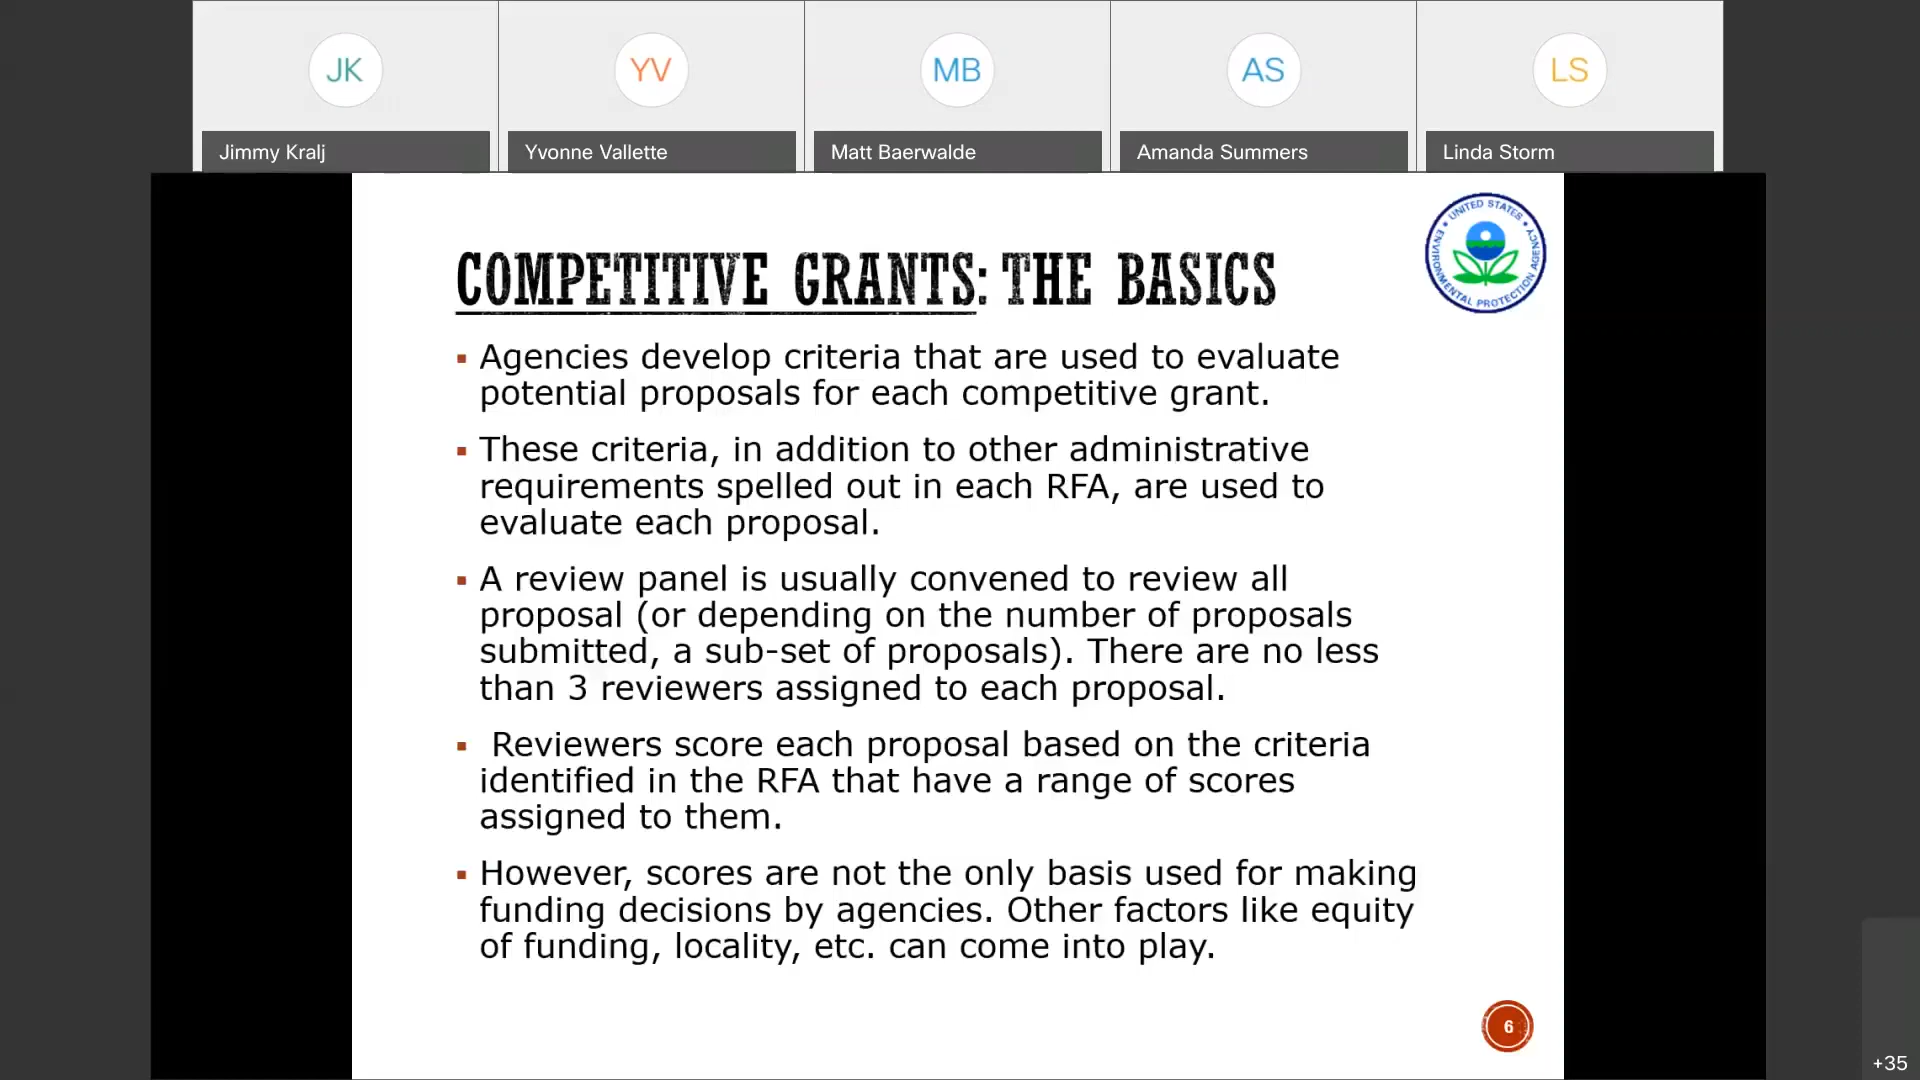 JK
YV
MB
AS
LS
Jimmy Kralj
Yvonne Vallette
Matt Baerwalde
Amanda Summers
Linda Storm
UNITED STATES
ENVIRONMENTAL PROTECTION AGENCY
COMPETITIVE GRANTS: THE BASICS
▪ Agencies develop criteria that are used to evaluate
potential proposals for each competitive grant.
▪ These criteria, in addition to other administrative
requirements spelled out in each RFA, are used to
evaluate each proposal.
▪ A review panel is usually convened to review all
proposal (or depending on the number of proposals
submitted, a sub-set of proposals). There are no less
than 3 reviewers assigned to each proposal.
▪ Reviewers score each proposal based on the criteria
identified in the RFA that have a range of scores
assigned to them.
▪ However, scores are not the only basis used for making
funding decisions by agencies. Other factors like equity
of funding, locality, etc. can come into play.
6
+35